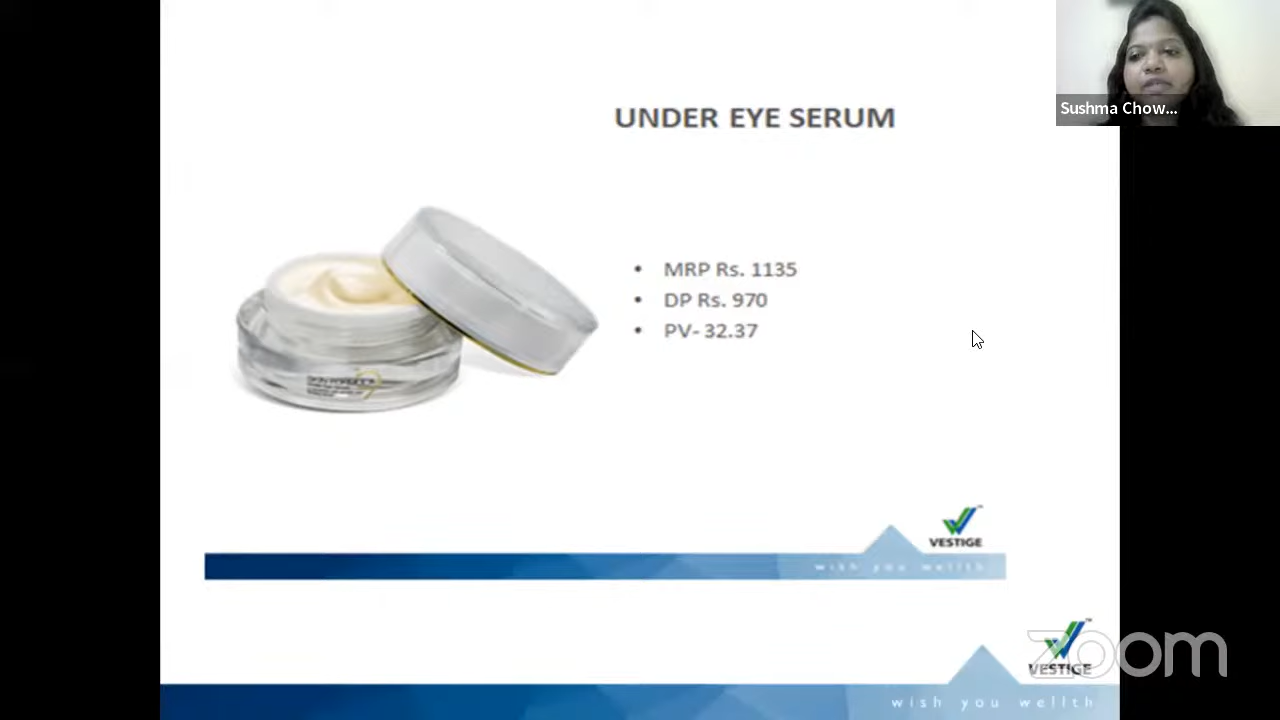 Sushma Chow...
UNDER EYE SERUM
• MRP Rs. 1135
• DP Rs. 970
• PV- 32.37
VESTIGE
wish you wellth
zoom
VESTIGE
wish you wellth